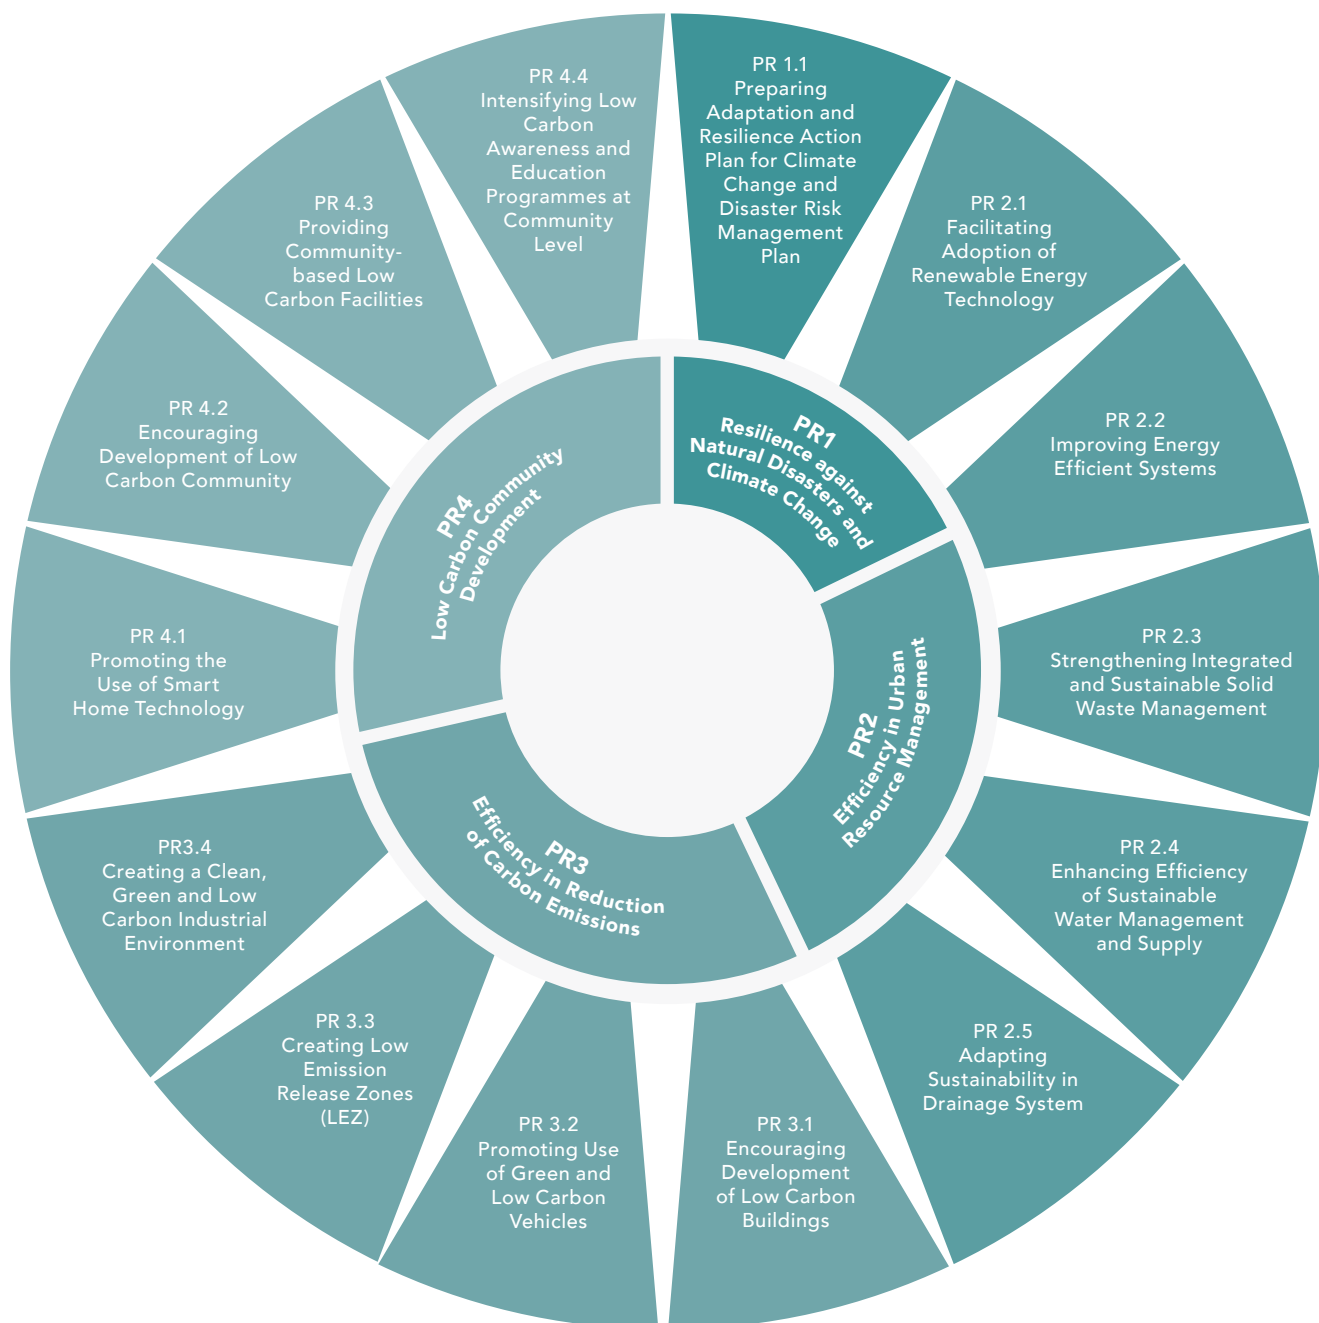 PR 1.1
Preparing
Adaptation and
Resilience Action
Plan for Climate
Change and
Disaster Risk
Management
Plan
PR 2.1
Facilitating
Adoption of
Renewable Energy
Technology
PR 2.2
Improving Energy
Efficient Systems
PR 2.3
Strengthening Integrated
and Sustainable Solid
Waste Management
PR 2.4
Enhancing Efficiency
of Sustainable
Water Management
and Supply
PR 2.5
Adapting
Sustainability in
Drainage System
PR 3.1
Encouraging
Development
of Low Carbon
Buildings
PR 3.2
Promoting Use
of Green and
Low Carbon
Vehicles
PR 3.3
Creating Low
Emission
Release Zones
(LEZ)
PR3.4
Creating a Clean,
Green and Low
Carbon Industrial
Environment
PR 4.1
Promoting the
Use of Smart
Home Technology
PR 4.2
Encouraging
Development of Low
Carbon Community
PR 4.3
Providing
Community-
based Low
Carbon Facilities
PR 4.4
Intensifying Low
Carbon
Awareness and
Education
Programmes at
Community
Level
PR1
Resilience against
Natural Disasters and
Climate Change
PR2
Efficiency in Urban
Resource Management
PR3
Efficiency in Reduction
of Carbon Emissions
PR4
Low Carbon Community
Development